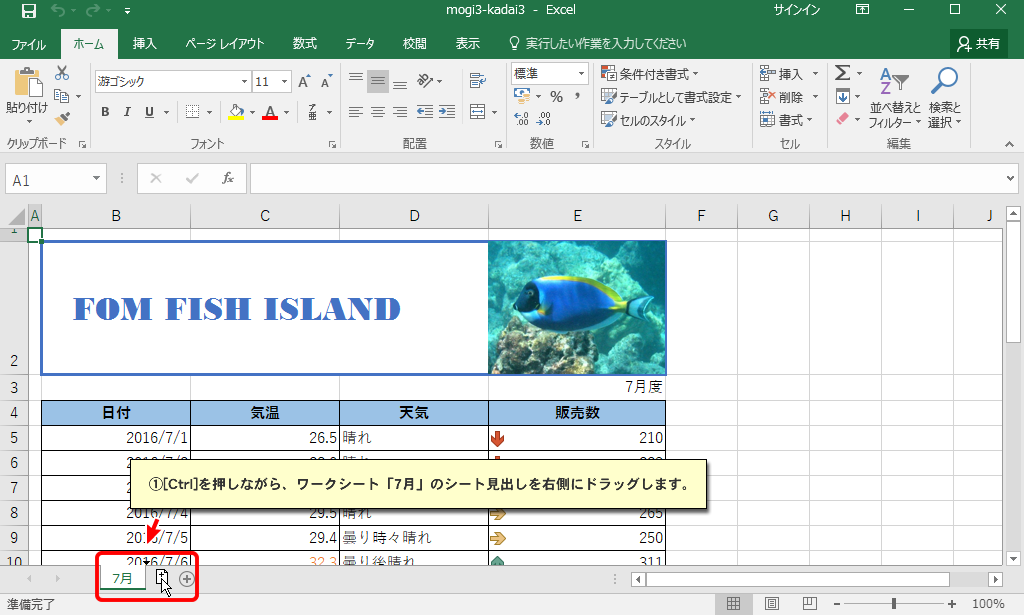 mogi3-kadai3 - Excel
サインイン
ファイル ホーム 挿入 ページ レイアウト 数式 データ 校閲 表示 実行したい作業を入力してください 共有
貼り付け
クリップボード
游ゴシック 11
B I U
フォント
配置
標準
% ,
数値
条件付き書式
テーブルとして書式設定
セルのスタイル
スタイル
挿入
削除
書式
セル
並べ替えと
フィルター
検索と
選択
編集
A1 fx
A B C D E F G H I J
1
2 FOM FISH ISLAND
3 7月度
4 日付 気温 天気 販売数
5 2016/7/1 26.5 晴れ 210
6
7
①[Ctrl]を押しながら、ワークシート「7月」のシート見出しを右側にドラッグします。
8 2016/7/4 29.5 晴れ 265
9 2016/7/5 29.4 曇り時々晴れ 250
10 2016/7/6 32.3 曇り後晴れ 311
7月
準備完了 100%